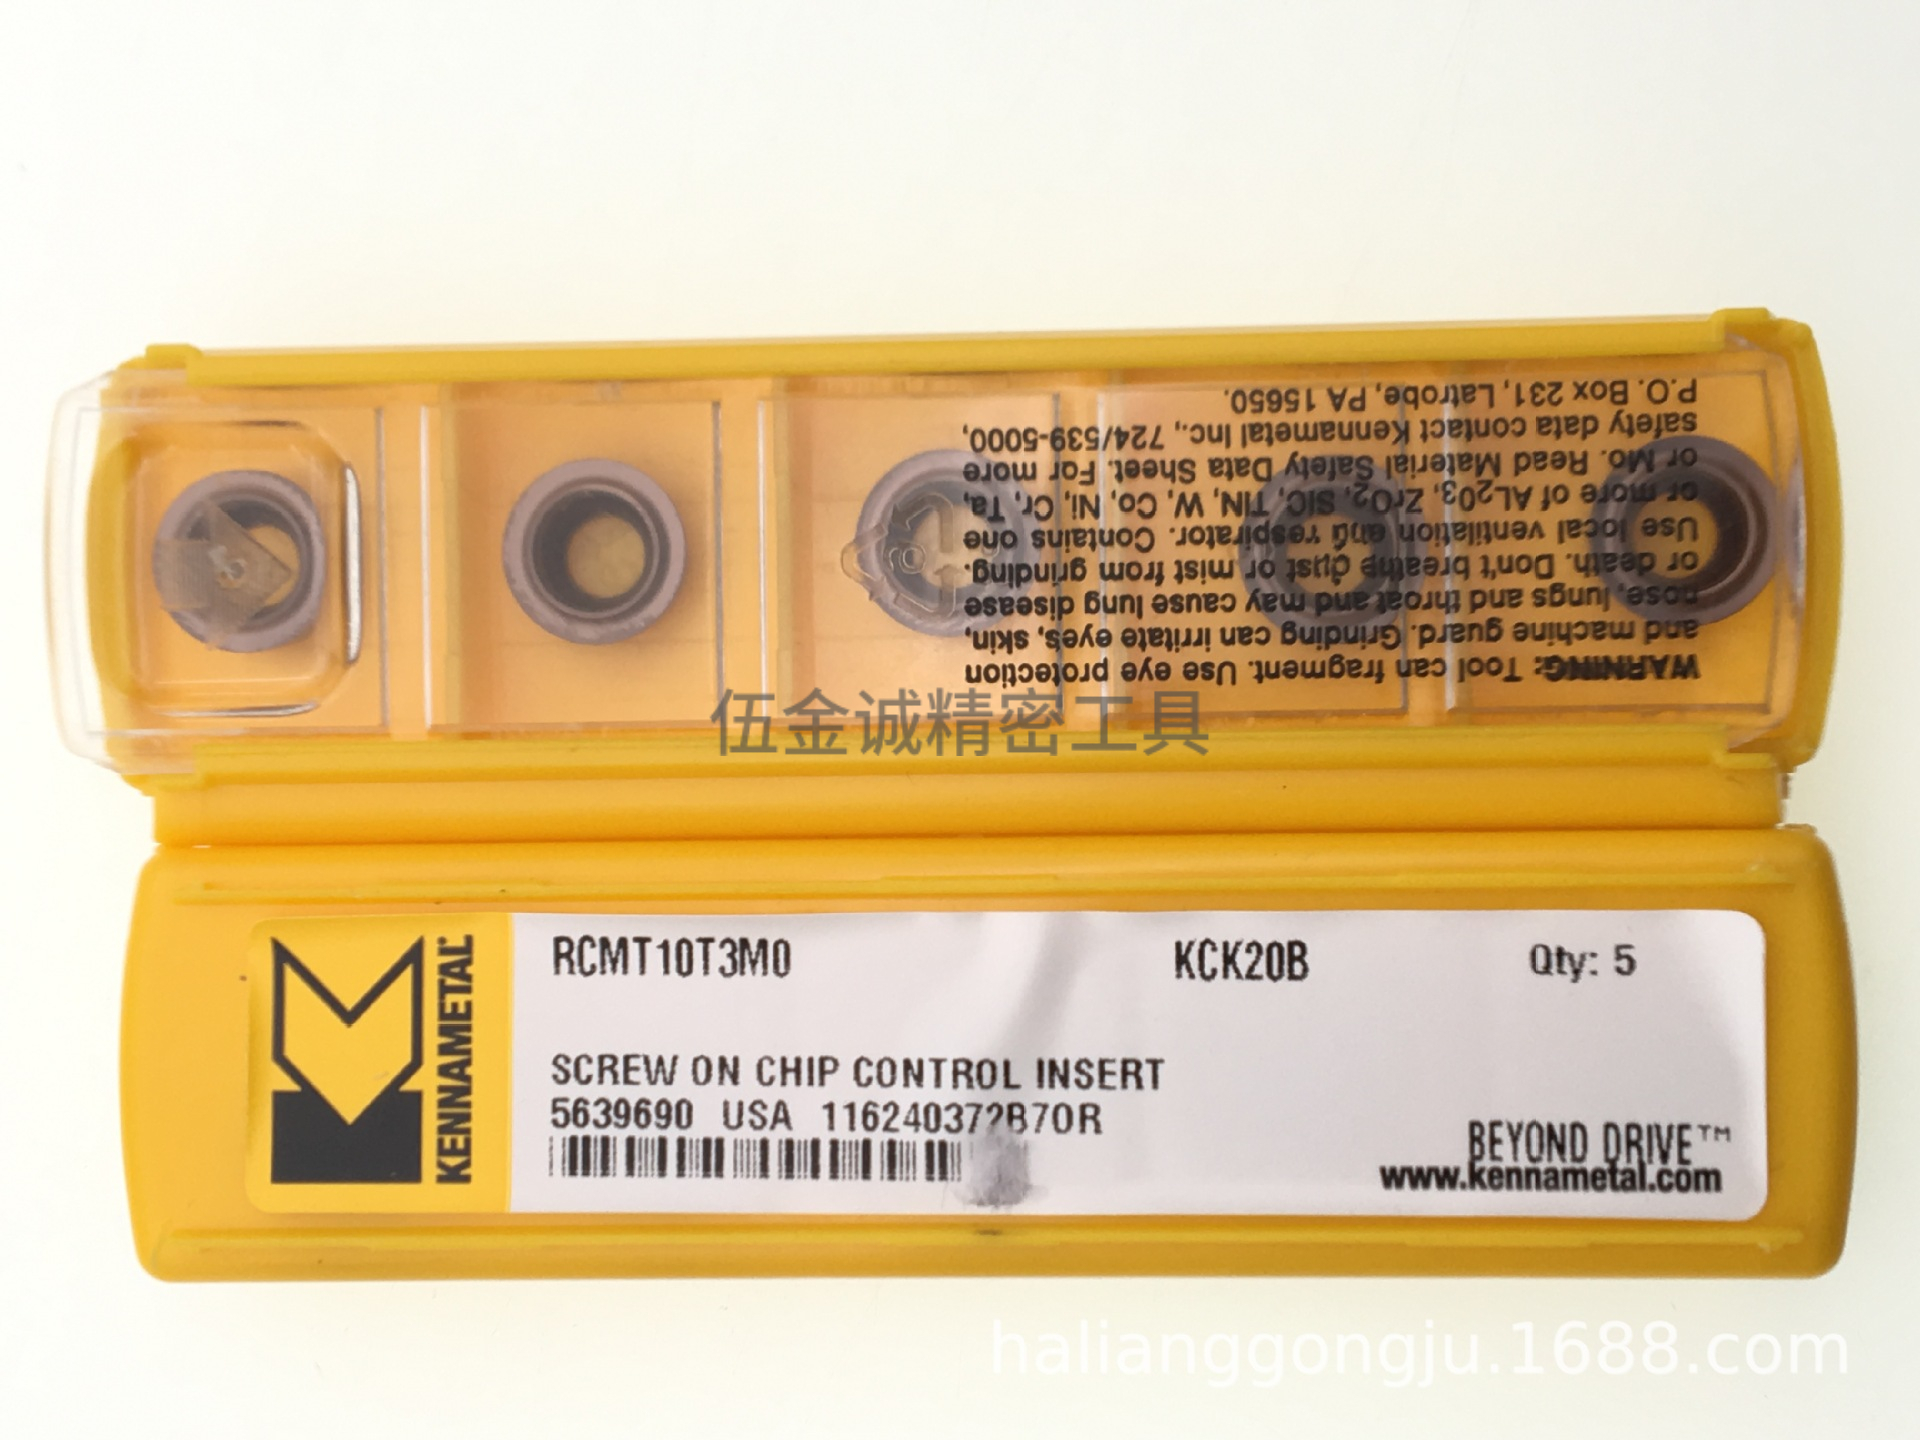 WARNING: Tool can fragment. Use eye protection
and machine guard. Grinding can irritate eyes, skin,
nose, lungs and throat and may cause lung disease
or death. Don't breathe dust or mist from grinding.
Use local ventilation and respirator. Contains one
or more of AL2O3, ZrO2, SIC, TIN, W, Co, Ni, Cr, Ta,
or Mo. Read Material Safety Data Sheet. For more
safety data contact Kennametal Inc., 724/539-5000,
P.O. Box 231, Latrobe, PA 15650.
伍金诚精密工具
KENNAMETAL
RCMT10T3M0 KCK20B Qty: 5
SCREW ON CHIP CONTROL INSERT
5639690 USA 116240372B7OR
BEYOND DRIVE™
www.kennametal.com
halianggongju.1688.com